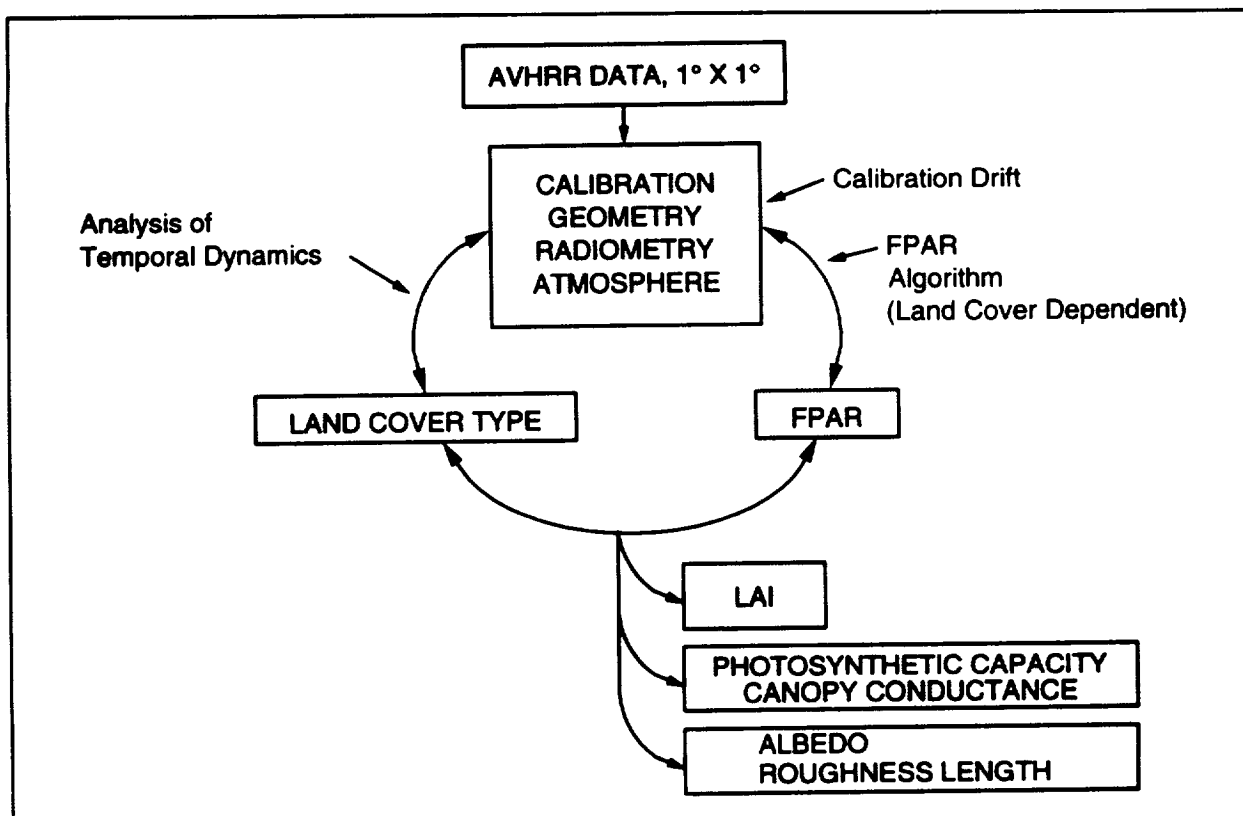 AVHRR DATA, 1° X 1°
CALIBRATION
GEOMETRY
RADIOMETRY
ATMOSPHERE
Calibration Drift
Analysis of
Temporal Dynamics
FPAR
Algorithm
(Land Cover Dependent)
LAND COVER TYPE
FPAR
LAI
PHOTOSYNTHETIC CAPACITY
CANOPY CONDUCTANCE
ALBEDO
ROUGHNESS LENGTH